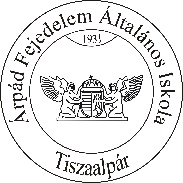 Árpád Fejedelem Általános Iskola
1931
Tiszaalpár